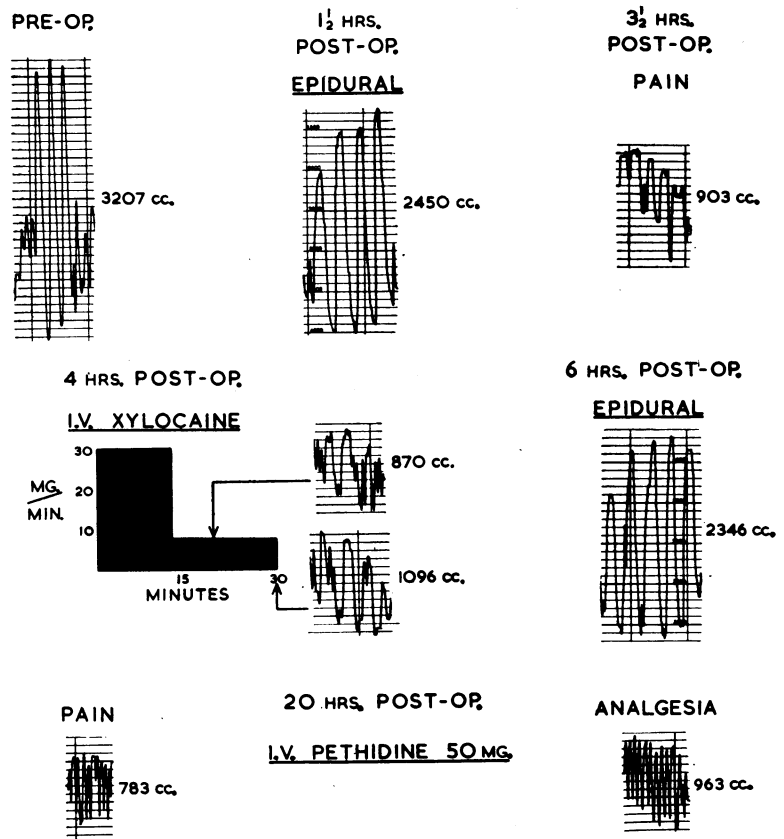 PRE-OP.
3207 cc.
1½ HRS.
POST-OP.
EPIDURAL
2450 cc.
3½ HRS.
POST-OP.
PAIN
903 cc.
4 HRS. POST-OP.
I.V. XYLOCAINE
30
20
10
MG.
MIN.
15
30
MINUTES
870 cc.
1096 cc.
6 HRS. POST-OP.
EPIDURAL
2346 cc.
PAIN
783 cc.
20 HRS. POST-OP.
I.V. PETHIDINE 50 MG.
ANALGESIA
963 cc.